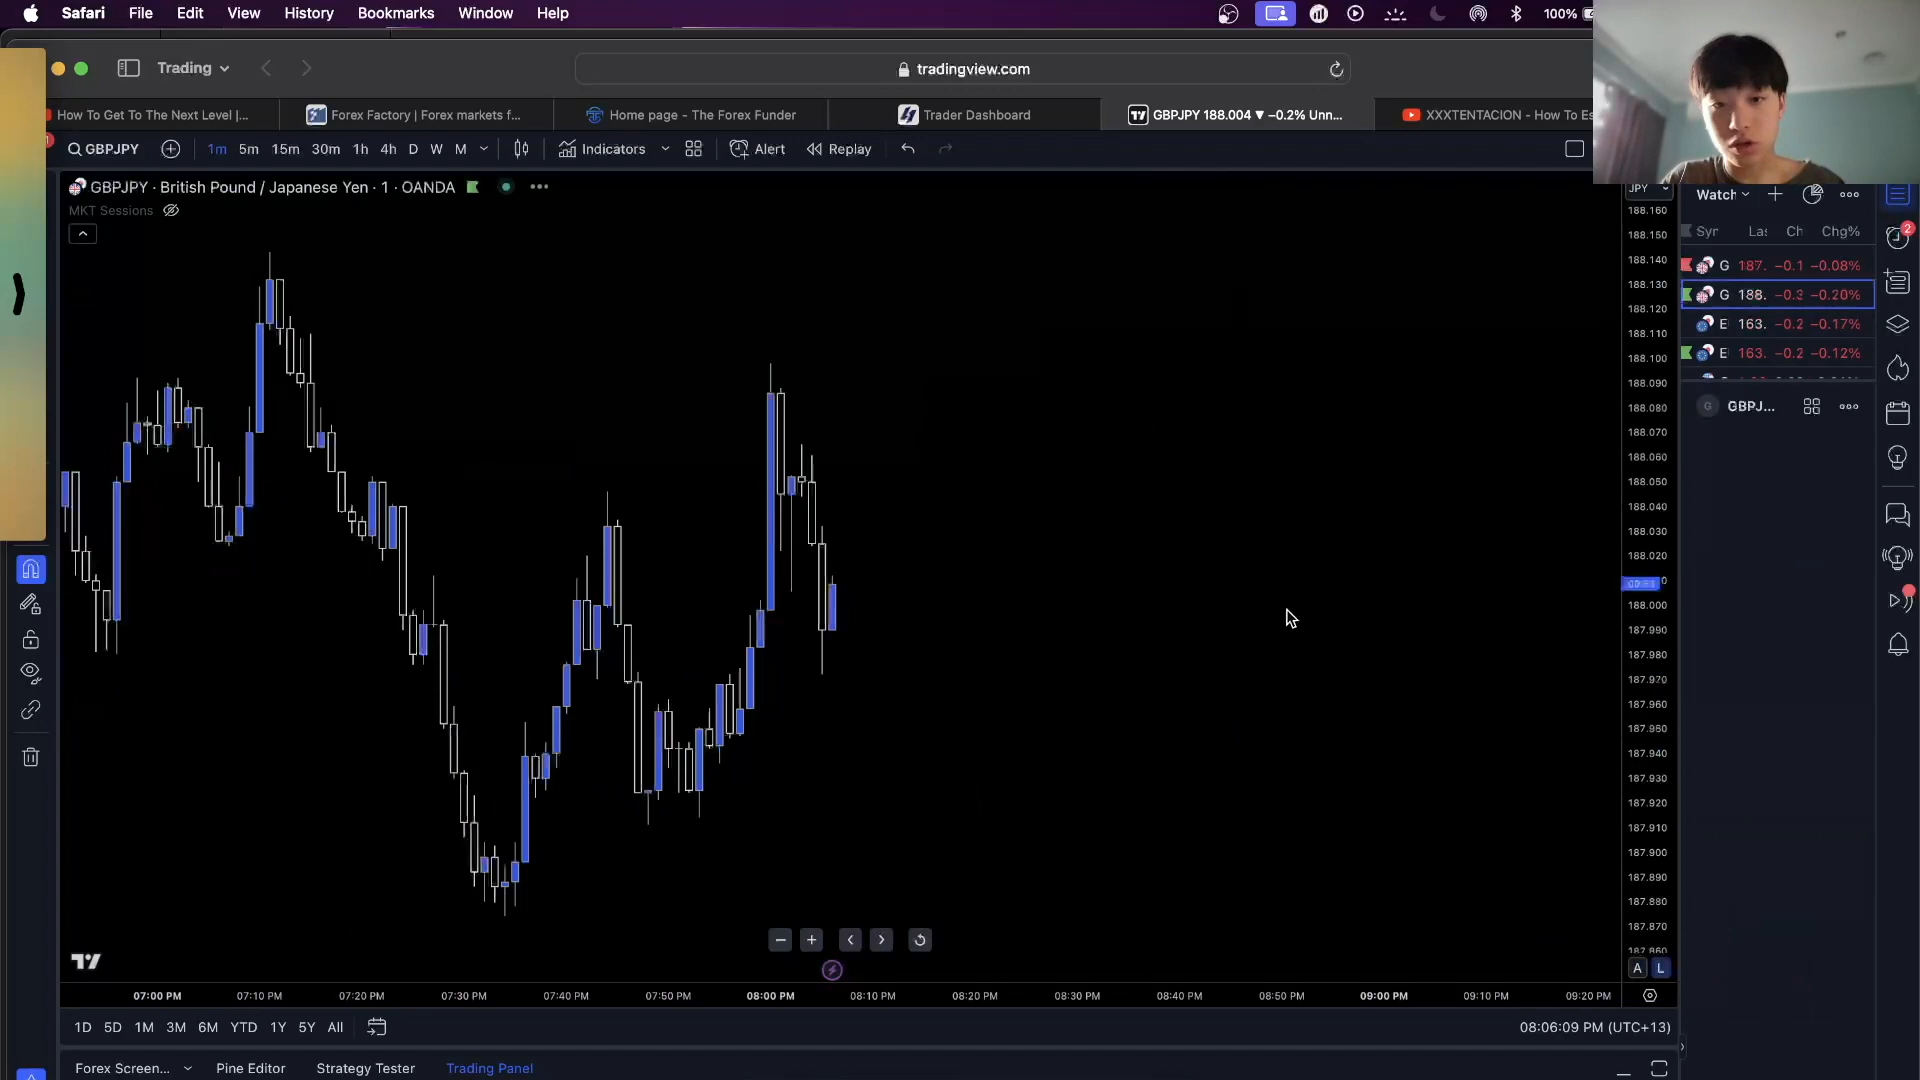 Safari File Edit View History Bookmarks Window Help 100%
Trading tradingview.com
How To Get To The Next Level |... Forex Factory | Forex markets f... Home page - The Forex Funder Trader Dashboard GBPJPY 188.004 ▼ −0.2% Unn... XXXTENTACION - How To Es
GBPJPY 1m 5m 15m 30m 1h 4h D W M Indicators Alert Replay
GBPJPY · British Pound / Japanese Yen · 1 · OANDA
MKT Sessions
JPY
188.160
188.150
188.140
188.130
188.120
188.110
188.100
188.090
188.080
188.070
188.060
188.050
188.040
188.030
188.020
188.000
187.990
187.980
187.970
187.960
187.950
187.940
187.930
187.920
187.910
187.900
187.890
187.880
187.870
187.860
A L
Watch
Syr Las Ch Chg%
G 187. −0.1 −0.08%
G 188. −0.3 −0.20%
E 163. −0.2 −0.17%
E 163. −0.2 −0.12%
G GBPJ...
2
07:00 PM 07:10 PM 07:20 PM 07:30 PM 07:40 PM 07:50 PM 08:00 PM 08:10 PM 08:20 PM 08:30 PM 08:40 PM 08:50 PM 09:00 PM 09:10 PM 09:20 PM
1D 5D 1M 3M 6M YTD 1Y 5Y All 08:06:09 PM (UTC+13)
Forex Screen... Pine Editor Strategy Tester Trading Panel